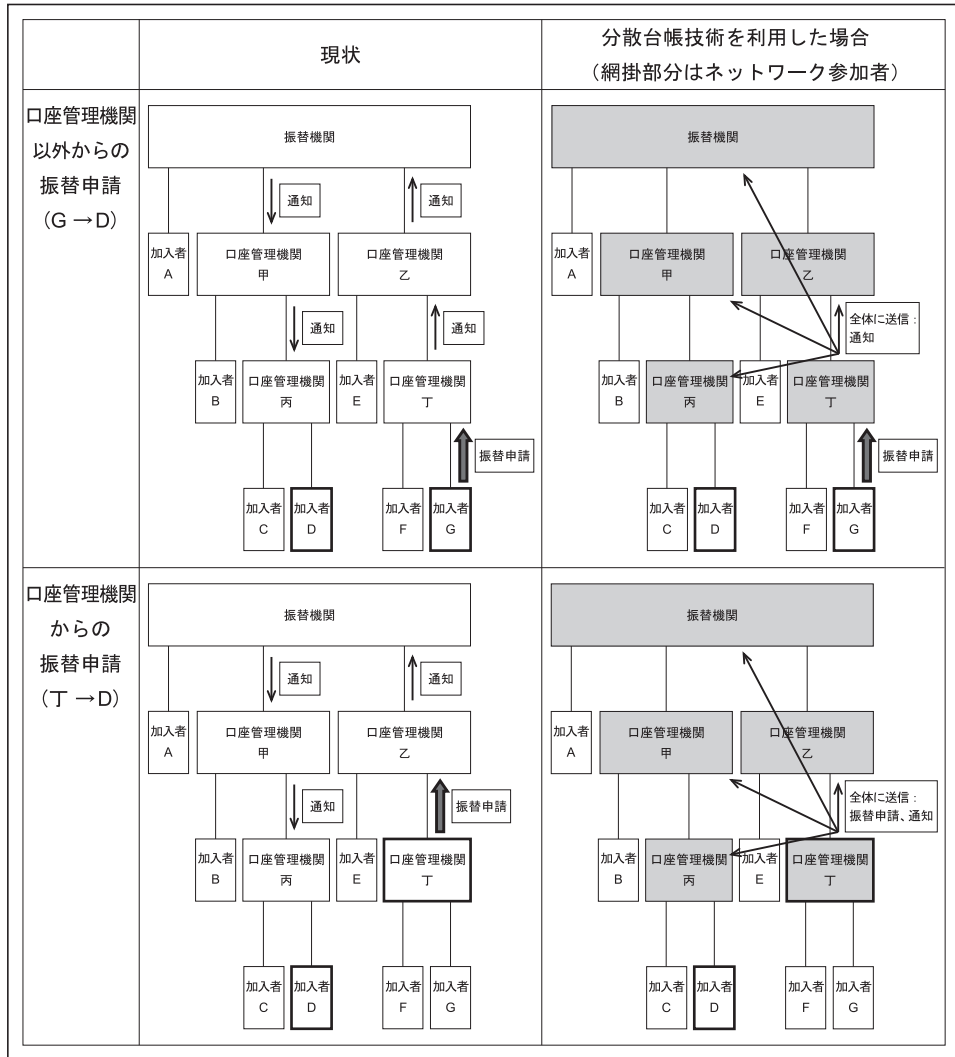 現状
分散台帳技術を利用した場合
（網掛部分はネットワーク参加者）
口座管理機関
以外からの
振替申請
（G →D）
振替機関
通知
通知
加入者
A
口座管理機関
甲
口座管理機関
乙
通知
通知
加入者
B
口座管理機関
丙
加入者
E
口座管理機関
丁
振替申請
加入者
C
加入者
D
加入者
F
加入者
G
振替機関
加入者
A
口座管理機関
甲
口座管理機関
乙
全体に送信：
通知
加入者
B
口座管理機関
丙
加入者
E
口座管理機関
丁
振替申請
加入者
C
加入者
D
加入者
F
加入者
G
口座管理機関
からの
振替申請
（丁 →D）
振替機関
通知
通知
加入者
A
口座管理機関
甲
口座管理機関
乙
通知
振替申請
加入者
B
口座管理機関
丙
加入者
E
口座管理機関
丁
加入者
C
加入者
D
加入者
F
加入者
G
振替機関
加入者
A
口座管理機関
甲
口座管理機関
乙
全体に送信：
振替申請、通知
加入者
B
口座管理機関
丙
加入者
E
口座管理機関
丁
加入者
C
加入者
D
加入者
F
加入者
G